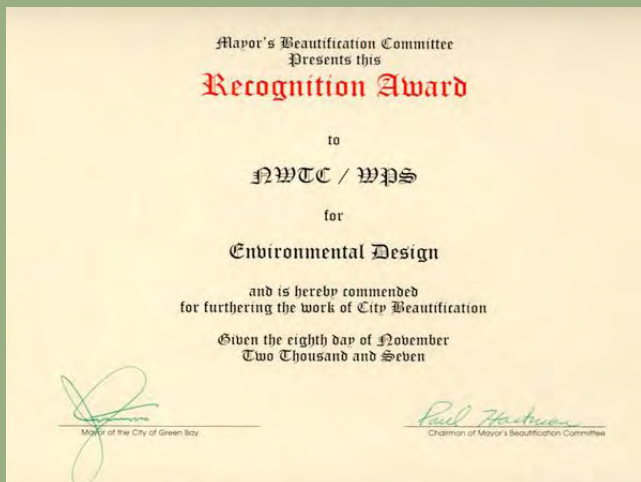 Mayor's Beautification Committee
Presents this
Recognition Award
to
NWTC / WPS
for
Environmental Design
and is hereby commended
for furthering the work of City Beautification
Given the eighth day of November
Two Thousand and Seven
Paul
Mayor of the City of Green Bay
Chairman of Mayor's Beautification Committee